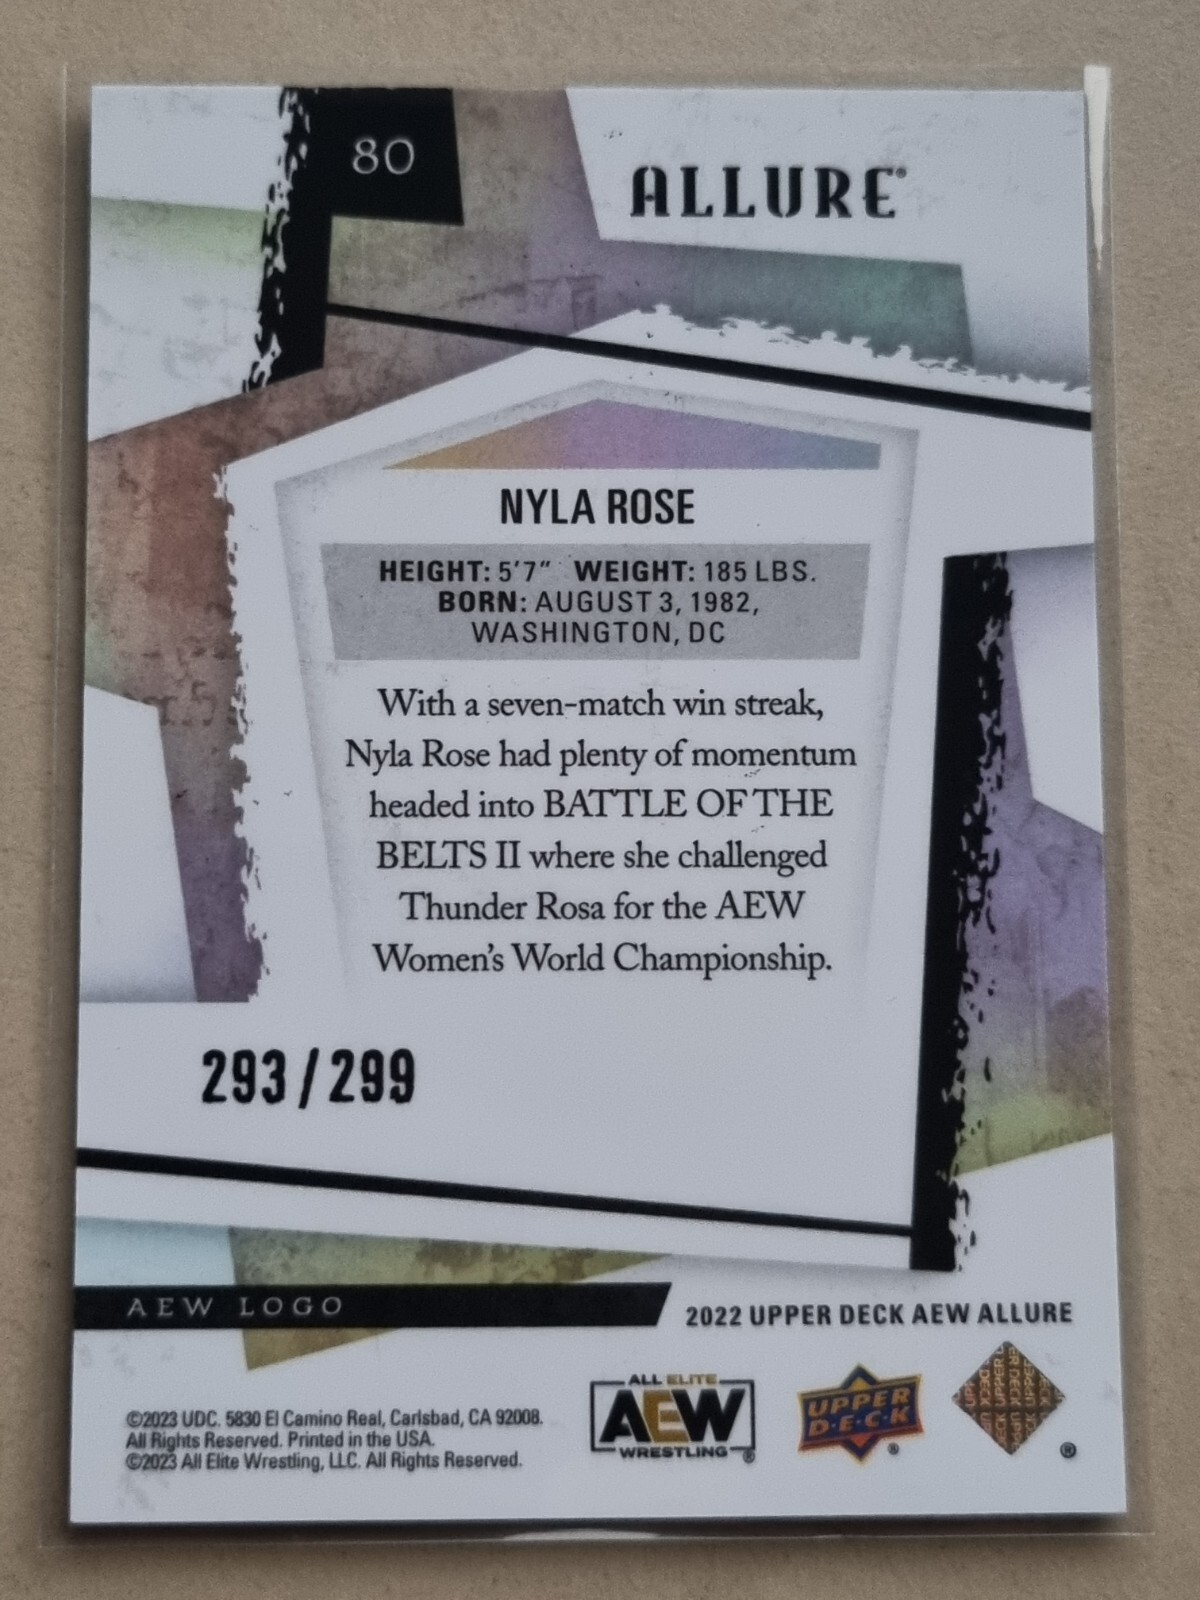 80
ALLURE®
NYLA ROSE
HEIGHT: 5'7" WEIGHT: 185 LBS.
BORN: AUGUST 3, 1982,
WASHINGTON, DC
With a seven-match win streak,
Nyla Rose had plenty of momentum
headed into BATTLE OF THE
BELTS II where she challenged
Thunder Rosa for the AEW
Women's World Championship.
293/299
AEW LOGO
2022 UPPER DECK AEW ALLURE
©2023 UDC. 5830 El Camino Real, Carlsbad, CA 92008.
All Rights Reserved. Printed in the USA.
©2023 All Elite Wrestling, LLC. All Rights Reserved.
ALL ELITE
AEW
WRESTLING®
UPPER
DECK®
UPPER DECK
®